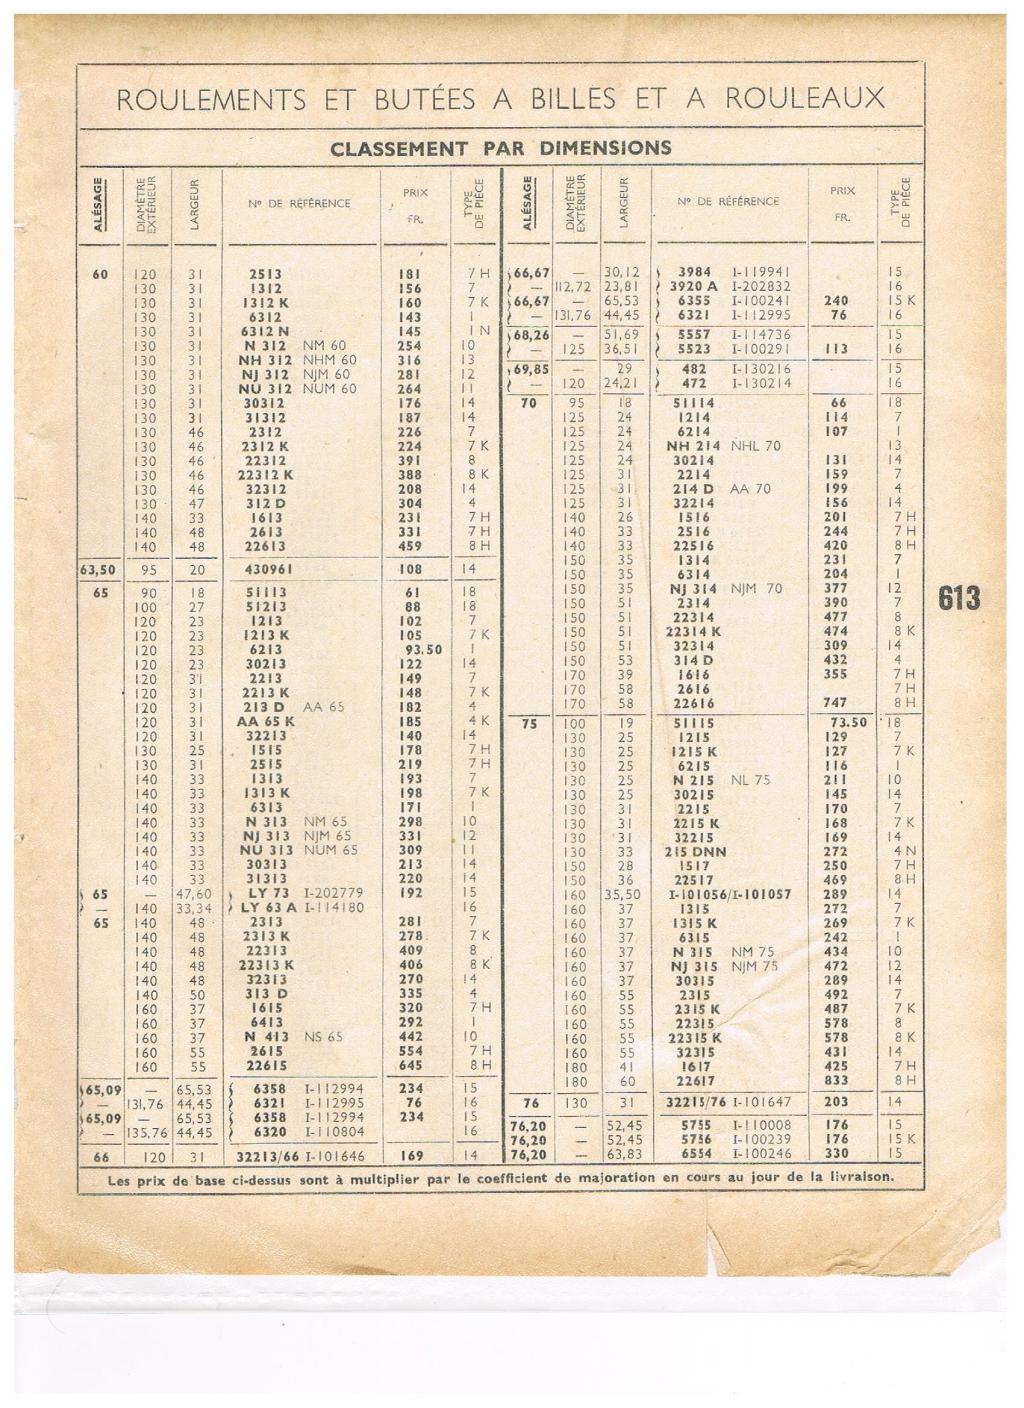 ROULEMENTS ET BUTÉES A BILLES ET A ROULEAUX
CLASSEMENT PAR DIMENSIONS
ALÉSAGE DIAMÈTRE EXTÉRIEUR LARGEUR Nº DE RÉFÉRENCE PRIX FR. TYPE DE PIÈCE
60 120 31 2513 181 7 H
130 31 1312 156 7
130 31 1312 K 160 7 K
130 31 6312 143 1
130 31 6312 N 145 1 N
130 31 N 312 NM 60 254 10
130 31 NH 312 NHM 60 316 13
130 31 NJ 312 NJM 60 281 12
130 31 NU 312 NUM 60 264 11
130 31 30312 176 14
130 31 31312 187 14
130 46 2312 226 7
130 46 2312 K 224 7 K
130 46 22312 391 8
130 46 22312 K 388 8 K
130 46 32312 208 14
130 47 312 D 304 4
140 33 1613 231 7 H
140 48 2613 331 7 H
140 48 22613 459 8 H
63,50 95 20 430961 108 14
65 90 18 51113 61 18
100 27 51213 88 18
120 23 1213 102 7
120 23 1213 K 105 7 K
120 23 6213 93.50 1
120 23 30213 122 14
120 31 2213 149 7
120 31 2213 K 148 7 K
120 31 213 D AA 65 182 4
120 31 AA 65 K 185 4 K
120 31 32213 140 14
130 25 1515 178 7 H
130 31 2515 219 7 H
140 33 1313 193 7
140 33 1313 K 198 7 K
140 33 6313 171 1
140 33 N 313 NM 65 298 10
140 33 NJ 313 NJM 65 331 12
140 33 NU 313 NUM 65 309 11
140 33 30313 213 14
140 33 31313 220 14
65 — 47,60 LY 73 I-202779 192 15
— 140 33,34 LY 63 A I-114180 16
65 140 48 2313 281 7
140 48 2313 K 278 7 K
140 48 22313 409 8
140 48 22313 K 406 8 K
140 48 32313 270 14
140 50 313 D 335 4
160 37 1615 320 7 H
160 37 6413 292 1
160 37 N 413 NS 65 442 10
160 55 2615 554 7 H
160 55 22615 645 8 H
65,09 — 65,53 6358 I-112994 234 15
— 131,76 44,45 6321 I-112995 76 16
65,09 — 65,53 6358 I-112994 234 15
— 135,76 44,45 6320 I-110804 16
66 120 31 32213/66 I-101646 169 14
ALÉSAGE DIAMÈTRE EXTÉRIEUR LARGEUR Nº DE RÉFÉRENCE PRIX FR. TYPE DE PIÈCE
66,67 — 30,12 3984 I-119941 15
— 112,72 23,81 3920 A I-202832 16
66,67 — 65,53 6355 I-100241 240 15 K
— 131,76 44,45 6321 I-112995 76 16
68,26 — 51,69 5557 I-114736 15
— 125 36,51 5523 I-100291 113 16
69,85 — 29 482 I-130216 15
— 120 24,21 472 I-130214 16
70 95 18 51114 66 18
125 24 1214 114 7
125 24 6214 107 1
125 24 NH 214 NHL 70 13
125 24 30214 131 14
125 31 2214 159 7
125 31 214 D AA 70 199 4
125 31 32214 156 14
140 26 1516 201 7 H
140 33 2516 244 7 H
140 33 22516 420 8 H
150 35 1314 231 7
150 35 6314 204 1
150 35 NJ 314 NJM 70 377 12
150 51 2314 390 7
150 51 22314 477 8
150 51 22314 K 474 8 K
150 51 32314 309 14
150 53 314 D 432 4
170 39 1616 355 7 H
170 58 2616 7 H
170 58 22616 747 8 H
75 100 19 51115 73.50 18
130 25 1215 129 7
130 25 1215 K 127 7 K
130 25 6215 116 1
130 25 N 215 NL 75 211 10
130 25 30215 145 14
130 31 2215 170 7
130 31 2215 K 168 7 K
130 31 32215 169 14
130 33 215 DNN 272 4 N
150 28 1517 250 7 H
150 36 22517 469 8 H
160 35,50 I-101056/I-101057 289 14
160 37 1315 272 7
160 37 1315 K 269 7 K
160 37 6315 242 1
160 37 N 315 NM 75 434 10
160 37 NJ 315 NJM 75 472 12
160 37 30315 289 14
160 55 2315 492 7
160 55 2315 K 487 7 K
160 55 22315 578 8
160 55 22315 K 578 8 K
160 55 32315 431 14
180 41 1617 425 7 H
180 60 22617 833 8 H
76 130 31 32215/76 I-101647 203 14
76,20 — 52,45 5755 I-110008 176 15
76,20 — 52,45 5756 I-100239 176 15 K
76,20 — 63,83 6554 I-100246 330 15
613
Les prix de base ci-dessus sont à multiplier par le coefficient de majoration en cours au jour de la livraison.